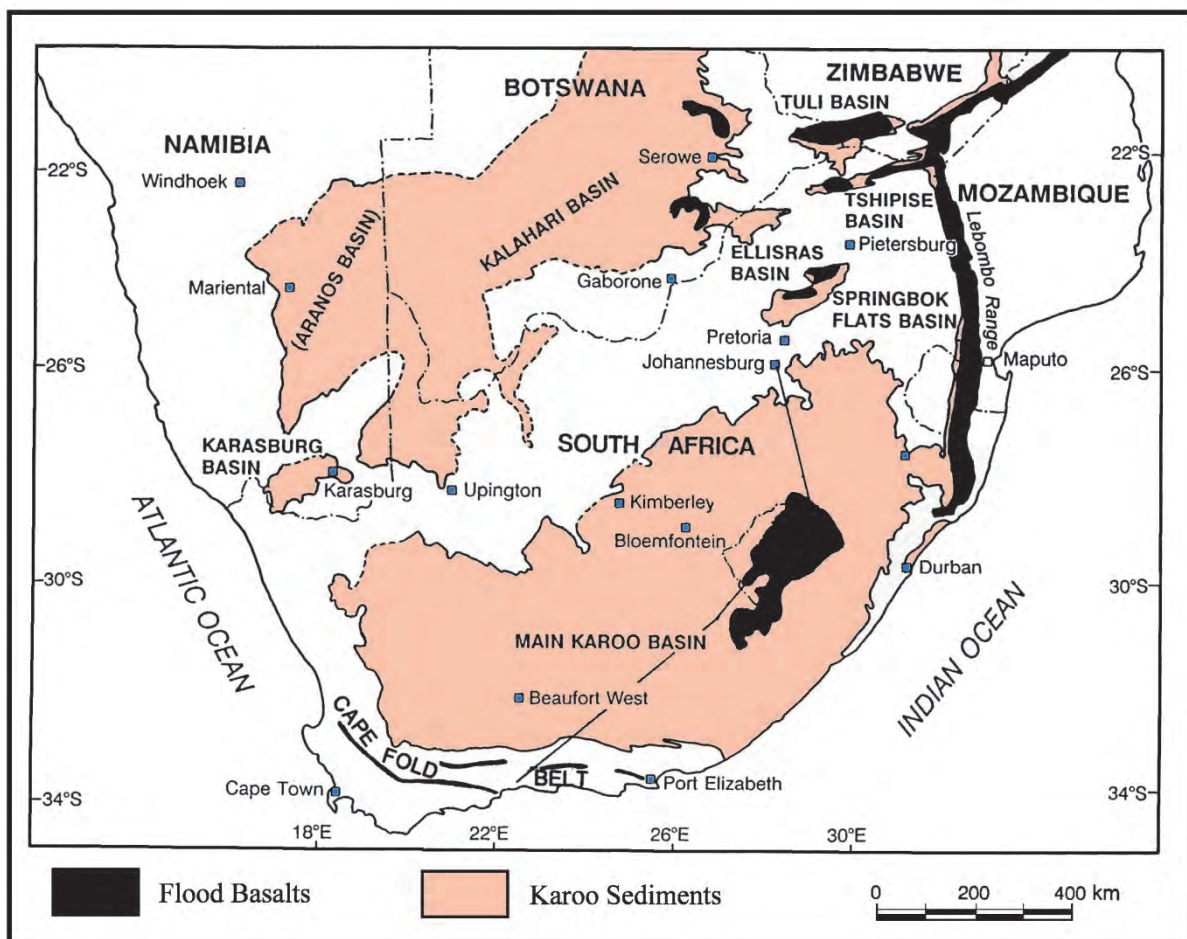 ZIMBABWE
BOTSWANA
TULI BASIN
NAMIBIA
Serowe
22°S
22°S
Windhoek
MOZAMBIQUE
TSHIPISE
BASIN
KALAHARI BASIN
(ARANOS BASIN)
Pietersburg
ELLISRAS
BASIN
Lebombo Range
Mariental
Gaborone
SPRINGBOK
FLATS BASIN
Pretoria
Johannesburg
Maputo
26°S
26°S
KARASBURG
BASIN
SOUTH AFRICA
Karasburg
Upington
Kimberley
Bloemfontein
ATLANTIC OCEAN
Durban
30°S
30°S
MAIN KAROO BASIN
INDIAN OCEAN
Beaufort West
CAPE FOLD BELT
Cape Town
Port Elizabeth
34°S
34°S
18°E
22°E
26°E
30°E
Flood Basalts
Karoo Sediments
0 200 400 km